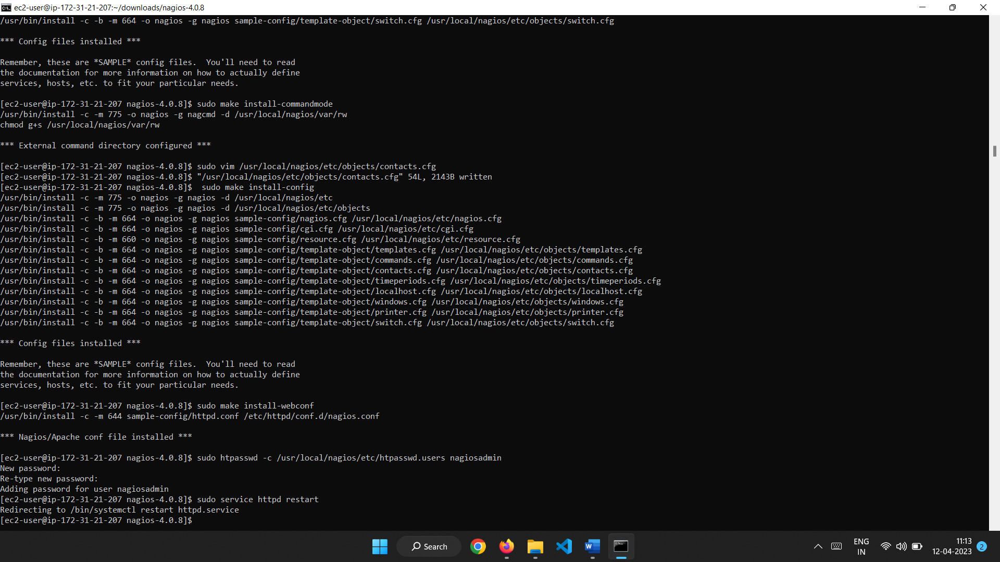 ec2-user@ip-172-31-21-207:~/downloads/nagios-4.0.8
/usr/bin/install -c -b -m 664 -o nagios -g nagios sample-config/template-object/switch.cfg /usr/local/nagios/etc/objects/switch.cfg
*** Config files installed ***
Remember, these are *SAMPLE* config files.  You'll need to read
the documentation for more information on how to actually define
services, hosts, etc. to fit your particular needs.
[ec2-user@ip-172-31-21-207 nagios-4.0.8]$ sudo make install-commandmode
/usr/bin/install -c -m 775 -o nagios -g nagcmd -d /usr/local/nagios/var/rw
chmod g+s /usr/local/nagios/var/rw
*** External command directory configured ***
[ec2-user@ip-172-31-21-207 nagios-4.0.8]$ sudo vim /usr/local/nagios/etc/objects/contacts.cfg
[ec2-user@ip-172-31-21-207 nagios-4.0.8]$ "/usr/local/nagios/etc/objects/contacts.cfg" 54L, 2143B written
[ec2-user@ip-172-31-21-207 nagios-4.0.8]$  sudo make install-config
/usr/bin/install -c -m 775 -o nagios -g nagios -d /usr/local/nagios/etc
/usr/bin/install -c -m 775 -o nagios -g nagios -d /usr/local/nagios/etc/objects
/usr/bin/install -c -b -m 664 -o nagios -g nagios sample-config/nagios.cfg /usr/local/nagios/etc/nagios.cfg
/usr/bin/install -c -b -m 664 -o nagios -g nagios sample-config/cgi.cfg /usr/local/nagios/etc/cgi.cfg
/usr/bin/install -c -b -m 660 -o nagios -g nagios sample-config/resource.cfg /usr/local/nagios/etc/resource.cfg
/usr/bin/install -c -b -m 664 -o nagios -g nagios sample-config/template-object/templates.cfg /usr/local/nagios/etc/objects/templates.cfg
/usr/bin/install -c -b -m 664 -o nagios -g nagios sample-config/template-object/commands.cfg /usr/local/nagios/etc/objects/commands.cfg
/usr/bin/install -c -b -m 664 -o nagios -g nagios sample-config/template-object/contacts.cfg /usr/local/nagios/etc/objects/contacts.cfg
/usr/bin/install -c -b -m 664 -o nagios -g nagios sample-config/template-object/timeperiods.cfg /usr/local/nagios/etc/objects/timeperiods.cfg
/usr/bin/install -c -b -m 664 -o nagios -g nagios sample-config/template-object/localhost.cfg /usr/local/nagios/etc/objects/localhost.cfg
/usr/bin/install -c -b -m 664 -o nagios -g nagios sample-config/template-object/windows.cfg /usr/local/nagios/etc/objects/windows.cfg
/usr/bin/install -c -b -m 664 -o nagios -g nagios sample-config/template-object/printer.cfg /usr/local/nagios/etc/objects/printer.cfg
/usr/bin/install -c -b -m 664 -o nagios -g nagios sample-config/template-object/switch.cfg /usr/local/nagios/etc/objects/switch.cfg
*** Config files installed ***
Remember, these are *SAMPLE* config files.  You'll need to read
the documentation for more information on how to actually define
services, hosts, etc. to fit your particular needs.
[ec2-user@ip-172-31-21-207 nagios-4.0.8]$ sudo make install-webconf
/usr/bin/install -c -m 644 sample-config/httpd.conf /etc/httpd/conf.d/nagios.conf
*** Nagios/Apache conf file installed ***
[ec2-user@ip-172-31-21-207 nagios-4.0.8]$ sudo htpasswd -c /usr/local/nagios/etc/htpasswd.users nagiosadmin
New password:
Re-type new password:
Adding password for user nagiosadmin
[ec2-user@ip-172-31-21-207 nagios-4.0.8]$ sudo service httpd restart
Redirecting to /bin/systemctl restart httpd.service
[ec2-user@ip-172-31-21-207 nagios-4.0.8]$
Search
ENG
IN
11:13
12-04-2023
2